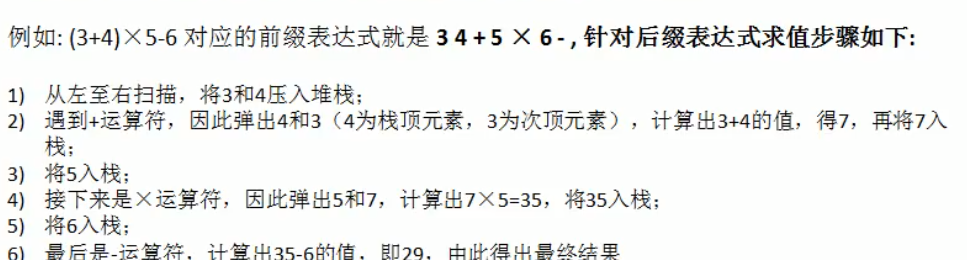 例如: (3+4)×5-6 对应的前缀表达式就是 3 4 + 5 × 6 - , 针对后缀表达式求值步骤如下:
1) 从左至右扫描，将3和4压入堆栈；
2) 遇到+运算符，因此弹出4和3（4为栈顶元素，3为次顶元素），计算出3+4的值，得7，再将7入
栈；
3) 将5入栈；
4) 接下来是×运算符，因此弹出5和7，计算出7×5=35，将35入栈；
5) 将6入栈；
6) 最后是-运算符，计算出35-6的值，即29，由此得出最终结果